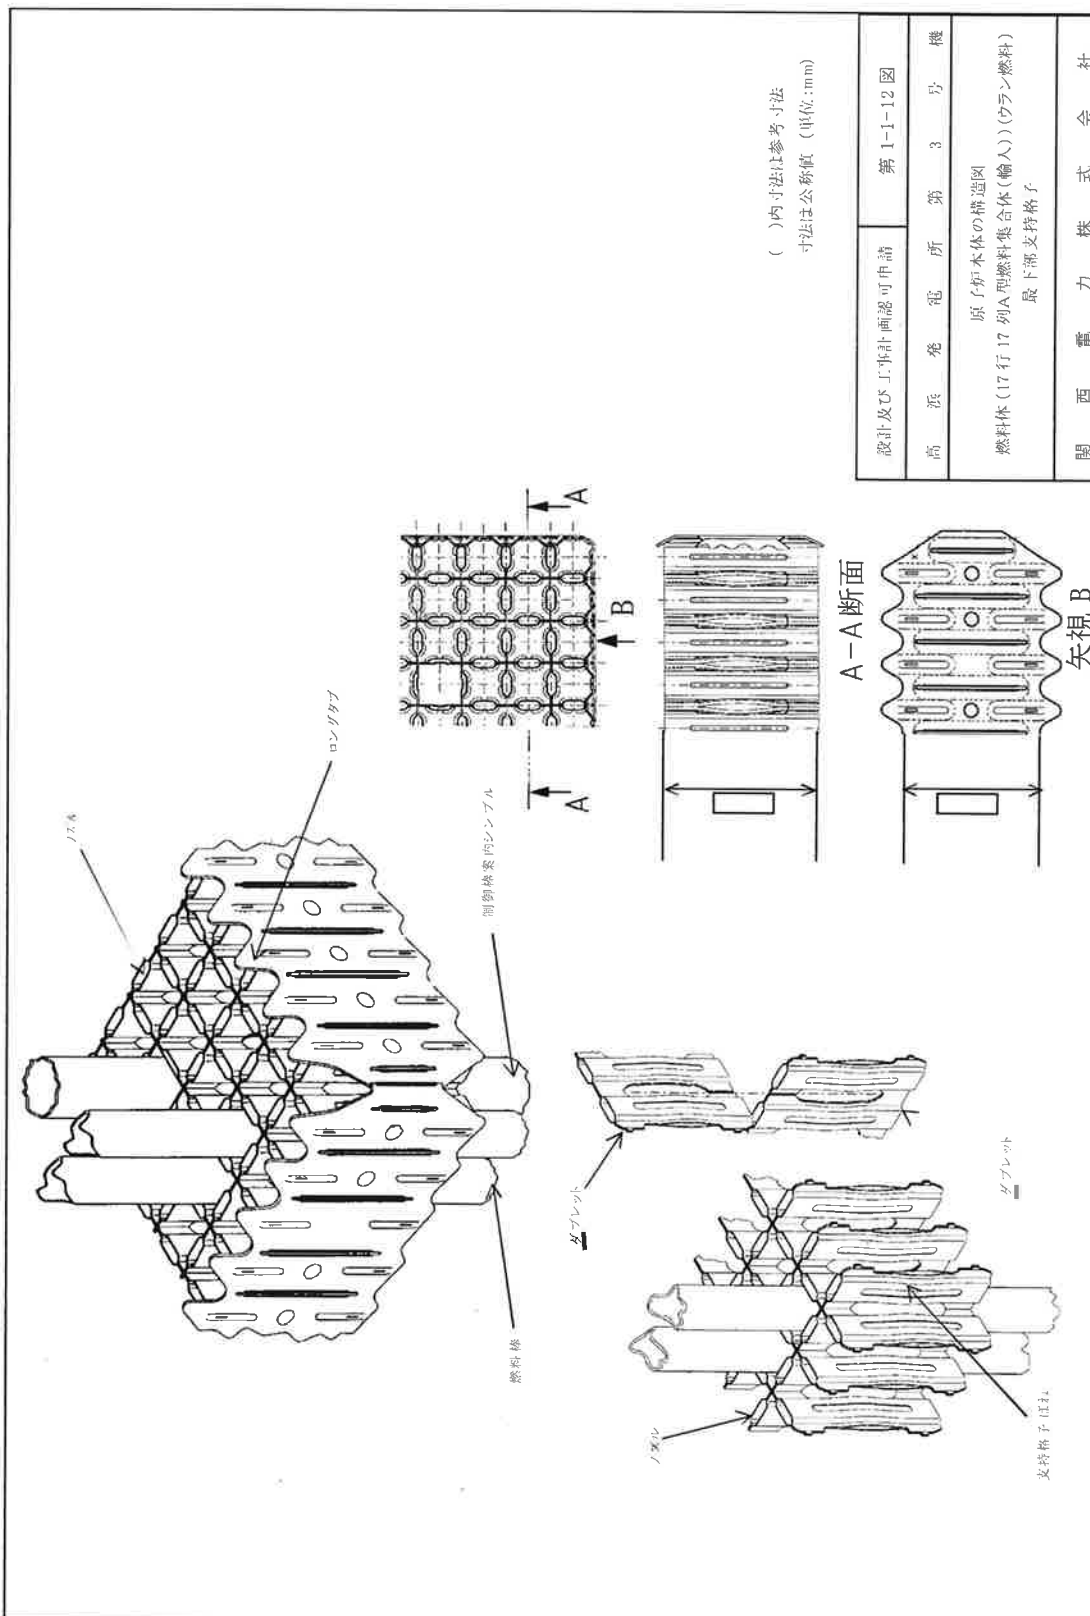 ノズル
ロングタブ
制御棒案内シンブル
燃料棒
ダブレット
ノズル
支持格子ばね
ダブレット
A
A
B
A-A断面
矢視 B
( )内寸法は参考寸法
寸法は公称値 (単位:mm)
設計及び工事計画認可申請
第 1-1-12 図
高浜発電所第3号機
原子炉本体の構造図
燃料体(17行17列A型燃料集合体(輸入))(ウラン燃料)
最下部支持格子
関西電力株式会社